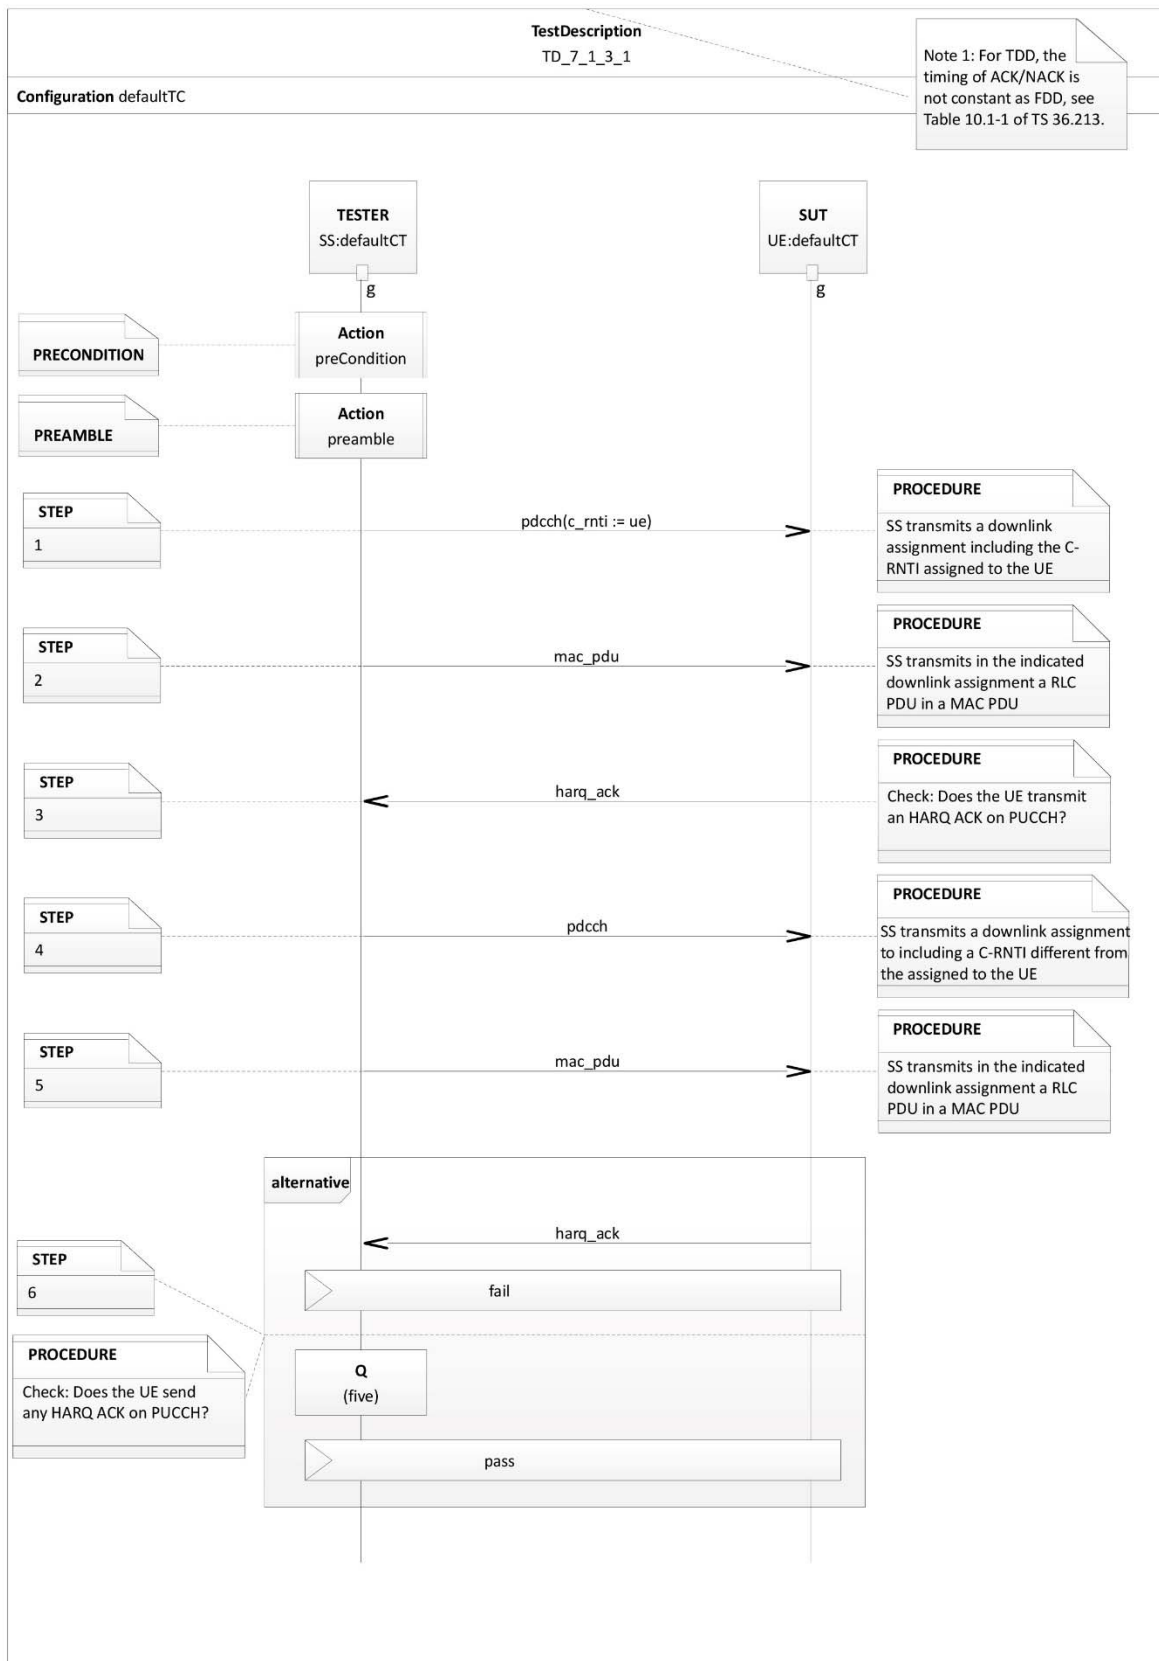 TestDescription
TD_7_1_3_1
Note 1: For TDD, the
timing of ACK/NACK is
not constant as FDD, see
Table 10.1-1 of TS 36.213.
Configuration defaultTC
TESTER
SS:defaultCT
g
SUT
UE:defaultCT
g
PRECONDITION
Action
preCondition
PREAMBLE
Action
preamble
STEP
1
pdcch(c_rnti := ue)
PROCEDURE
SS transmits a downlink
assignment including the C-
RNTI assigned to the UE
STEP
2
mac_pdu
PROCEDURE
SS transmits in the indicated
downlink assignment a RLC
PDU in a MAC PDU
STEP
3
harq_ack
PROCEDURE
Check: Does the UE transmit
an HARQ ACK on PUCCH?
STEP
4
pdcch
PROCEDURE
SS transmits a downlink assignment
to including a C-RNTI different from
the assigned to the UE
STEP
5
mac_pdu
PROCEDURE
SS transmits in the indicated
downlink assignment a RLC
PDU in a MAC PDU
alternative
harq_ack
STEP
6
fail
PROCEDURE
Check: Does the UE send
any HARQ ACK on PUCCH?
Q
(five)
pass